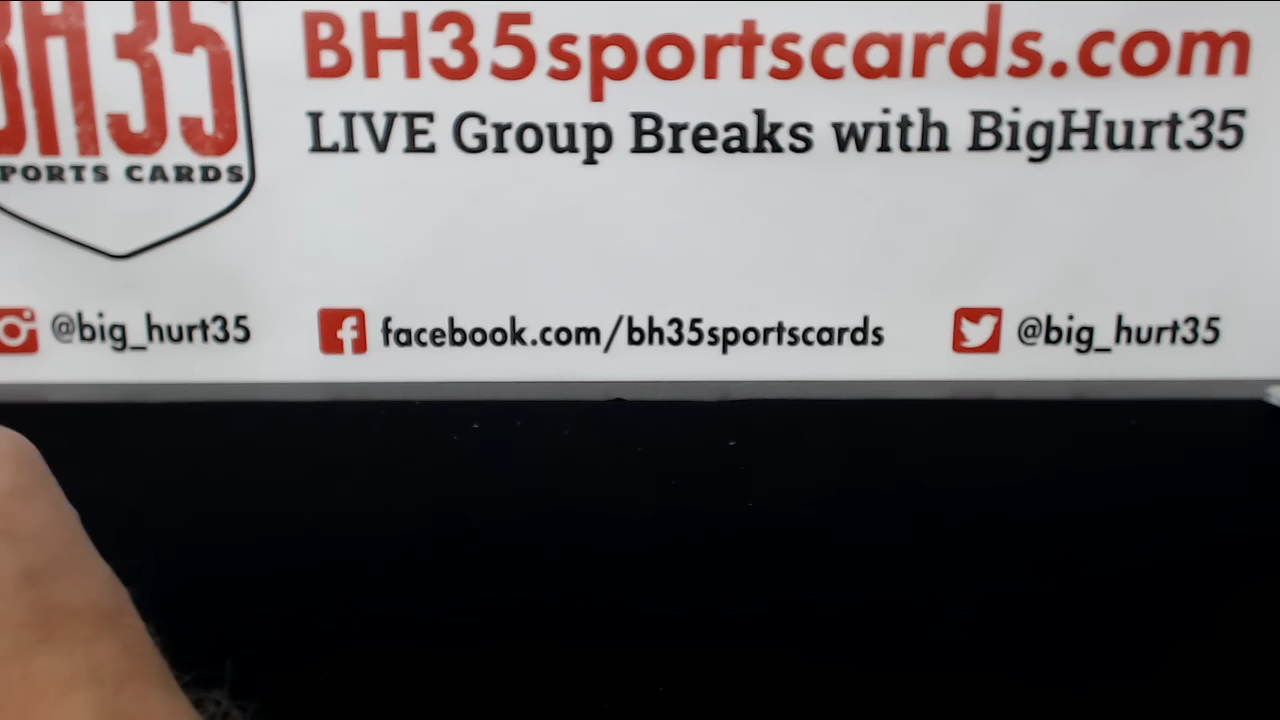 BH35
BH35sportscards.com
LIVE Group Breaks with BigHurt35
PORTS CARDS
@big_hurt35
facebook.com/bh35sportscards
@big_hurt35